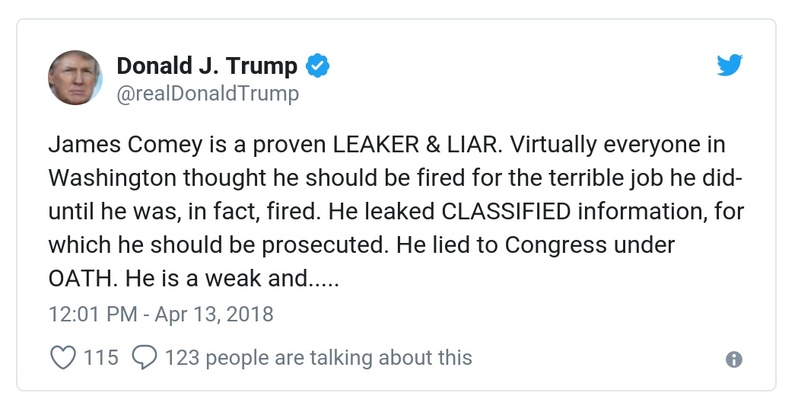 Donald J. Trump
@realDonaldTrump
James Comey is a proven LEAKER & LIAR. Virtually everyone in
Washington thought he should be fired for the terrible job he did-
until he was, in fact, fired. He leaked CLASSIFIED information, for
which he should be prosecuted. He lied to Congress under
OATH. He is a weak and.....
12:01 PM - Apr 13, 2018
115 123 people are talking about this